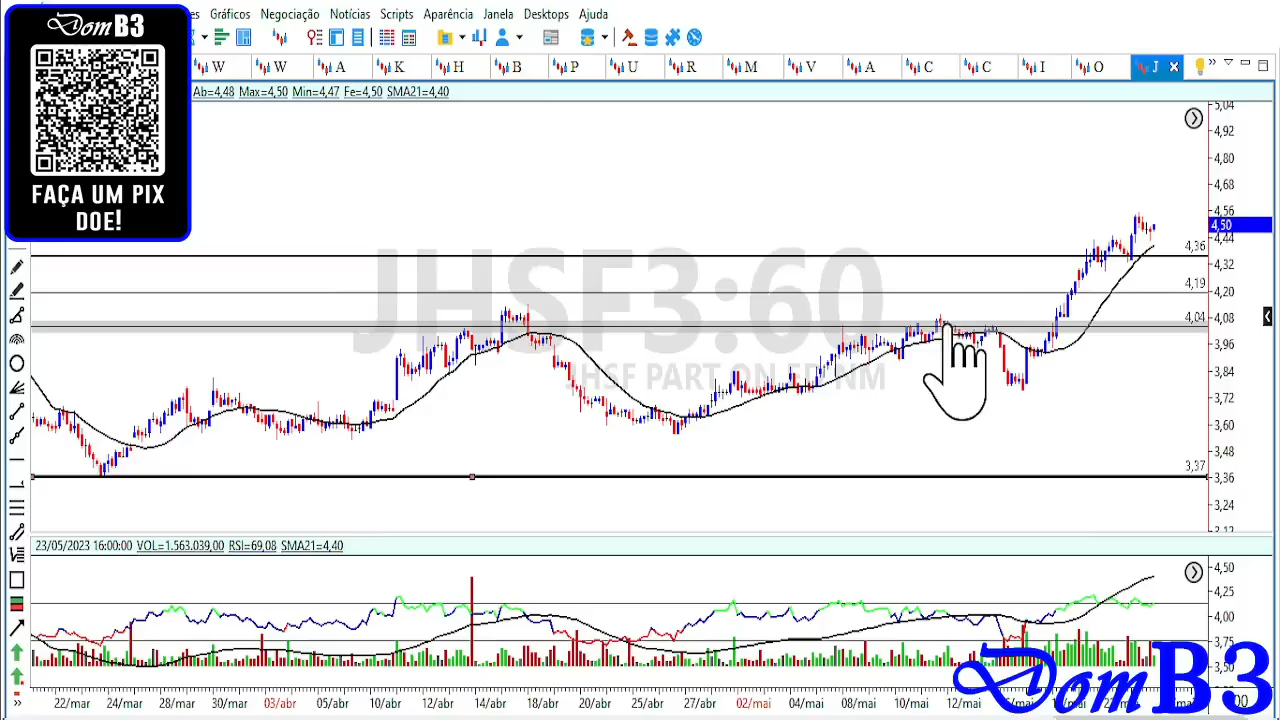 es Gráficos Negociação Notícias Scripts Aparência Janela Desktops Ajuda
DomB3
W W A K H B P U R M V A C C I O J
Ab=4,48 Max=4,50 Min=4,47 Fe=4,50 SMA21=4,40
FAÇA UM PIX
DOE!
5,04
4,92
4,80
4,68
4,56
4,50
4,44
4,36
4,32
4,19
4,20
4,04
4,08
3,96
3,84
3,72
3,60
3,48
3,37
3,36
3,24
3,12
JHSF3:60
JHSF PART ON
NM
23/05/2023 16:00:00 VOL=1.563.039,00 RSI=69,08 SMA21=4,40
4,50
4,25
4,00
3,75
3,50
DomB3
22/mar 24/mar 28/mar 30/mar 03/abr 05/abr 10/abr 12/abr 14/abr 18/abr 20/abr 25/abr 27/abr 02/mai 04/mai 08/mai 10/mai 12/mai